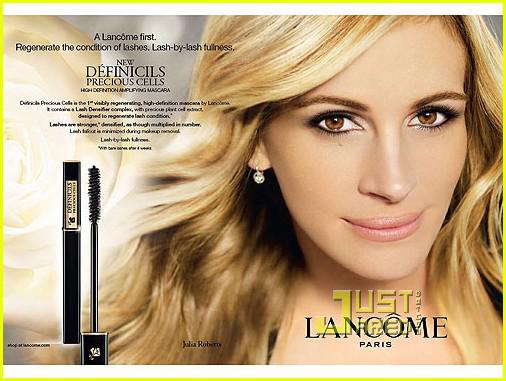 A Lancôme first.
Regenerate the condition of lashes. Lash-by-lash fullness.
NEW
DÉFINICILS
PRECIOUS CELLS
HIGH DEFINITION AMPLIFYING MASCARA
Définicils Precious Cells is the 1st visibly regenerating, high-definition mascara by Lancôme.
It contains a Lash Densifier complex, with precious plant cell extract,
designed to regenerate lash condition.*
Lashes are stronger,* densified, as though multiplied in number.
Lash fallout is minimized during makeup removal.
Lash-by-lash fullness.
*With bare lashes after 4 weeks
DÉFINICILS
PRECIOUS CELLS
shop at lancome.com
Julia Roberts
JUST JARED
LANCÔME
PARIS